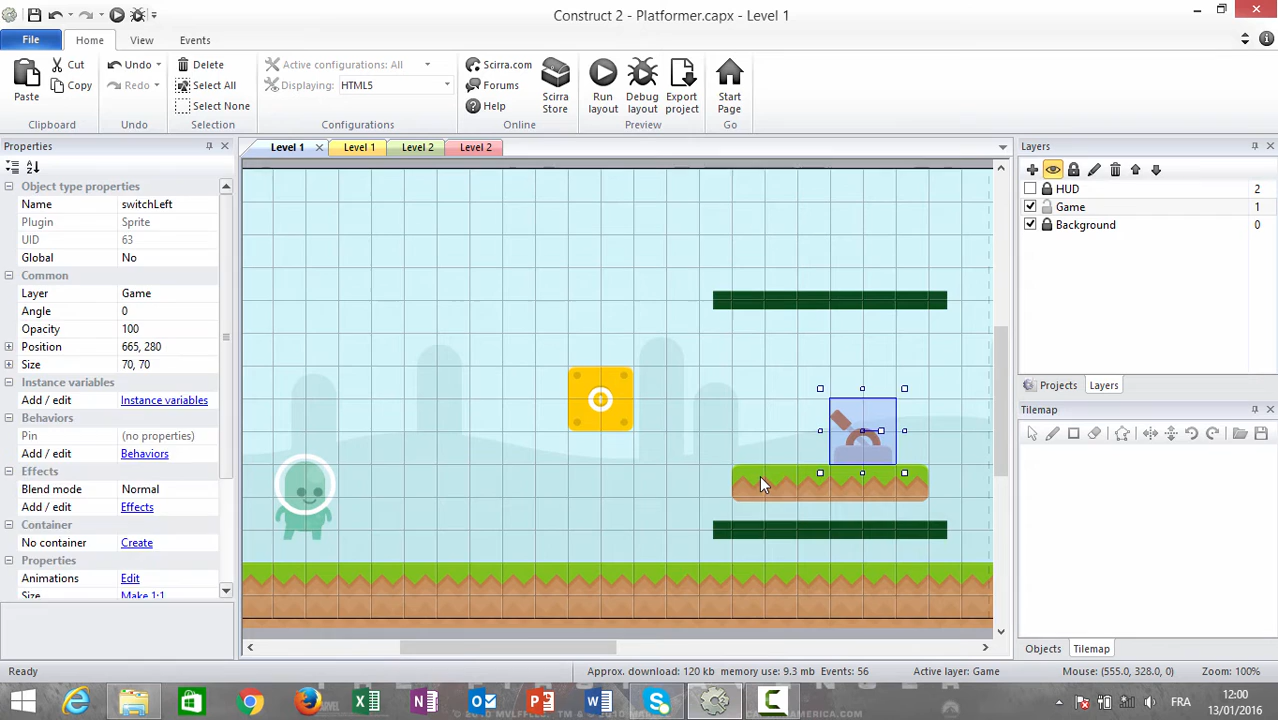 Construct 2 - Platformer.capx - Level 1
File Home View Events
Paste Cut Copy Clipboard
Undo Redo Undo
Delete Select All Select None Selection
Active configurations: All
Displaying: HTML5
Configurations
Scirra.com Forums Help Scirra Store Online
Run layout Debug layout Export project Preview
Start Page Go
Properties
Level 1 Level 1 Level 2 Level 2
Object type properties
Name switchLeft
Plugin Sprite
UID 63
Global No
Common
Layer Game
Angle 0
Opacity 100
Position 665, 280
Size 70, 70
Instance variables
Add / edit Instance variables
Behaviors
Pin (no properties)
Add / edit Behaviors
Effects
Blend mode Normal
Add / edit Effects
Container
No container Create
Properties
Animations Edit
Size Make 1:1
Layers
HUD 2
Game 1
Background 0
Projects Layers
Tilemap
Objects Tilemap
Ready Approx. download: 120 kb memory use: 9.3 mb Events: 56 Active layer: Game Mouse: (555.0, 328.0, 0) Zoom: 100%
FRA
12:00
13/01/2016